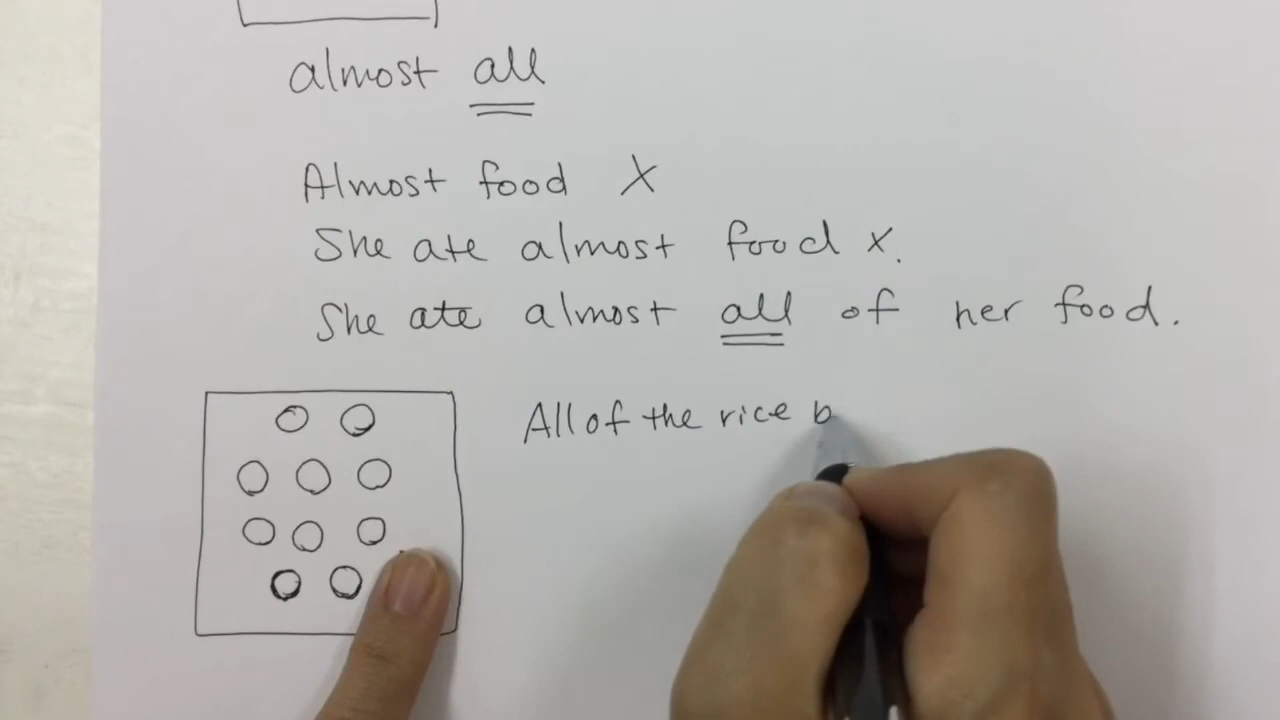 almost all
Almost food X
She ate almost food x.
She ate almost all of her food.
All of the rice b